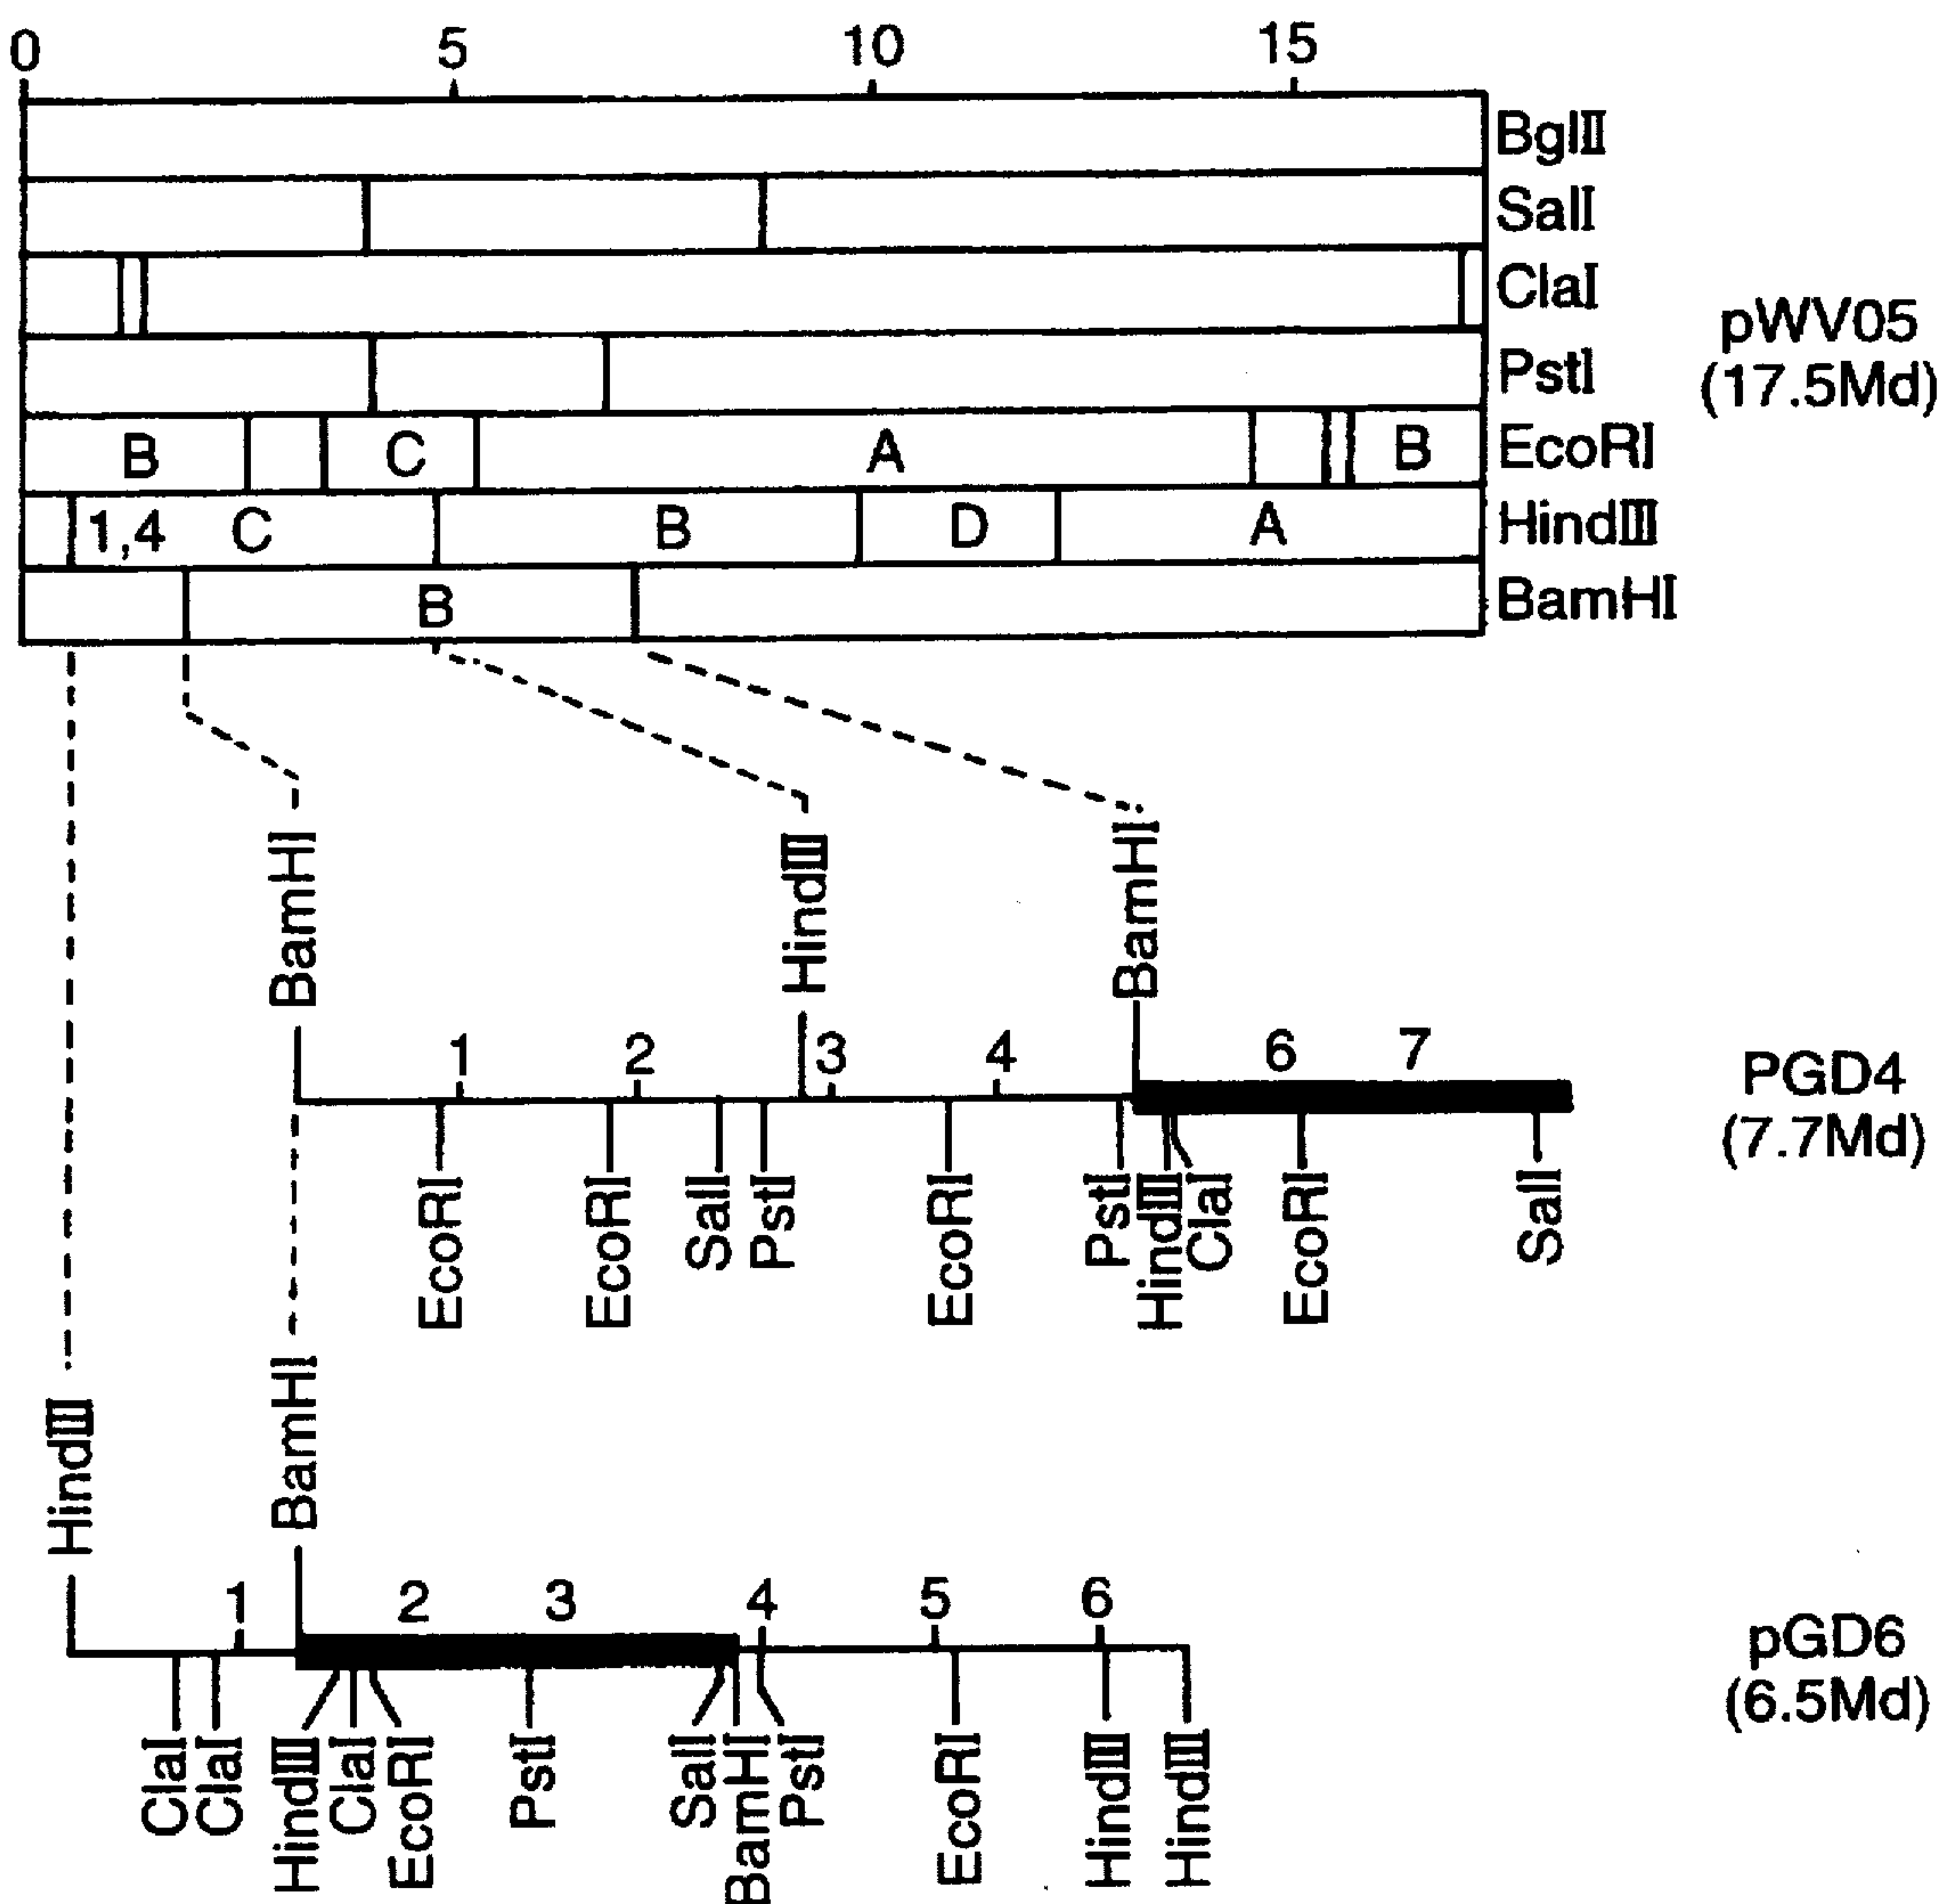 0 5 10 15
BglII
SalI
ClaI
PstI
pWV05
(17.5Md)
B C A B EcoRI
1,4 C B D A HindIII
B BamHI
BamHI HindIII BamHI
1 2 3 4 6 7
PGD4
(7.7Md)
EcoRI EcoRI SalI PstI EcoRI PstI HindIII ClaI EcoRI SalI
HindIII BamHI
1 2 3 4 5 6
pGD6
(6.5Md)
ClaI ClaI HindIII ClaI EcoRI PstI SalI BamHI PstI EcoRI HindIII HindIII